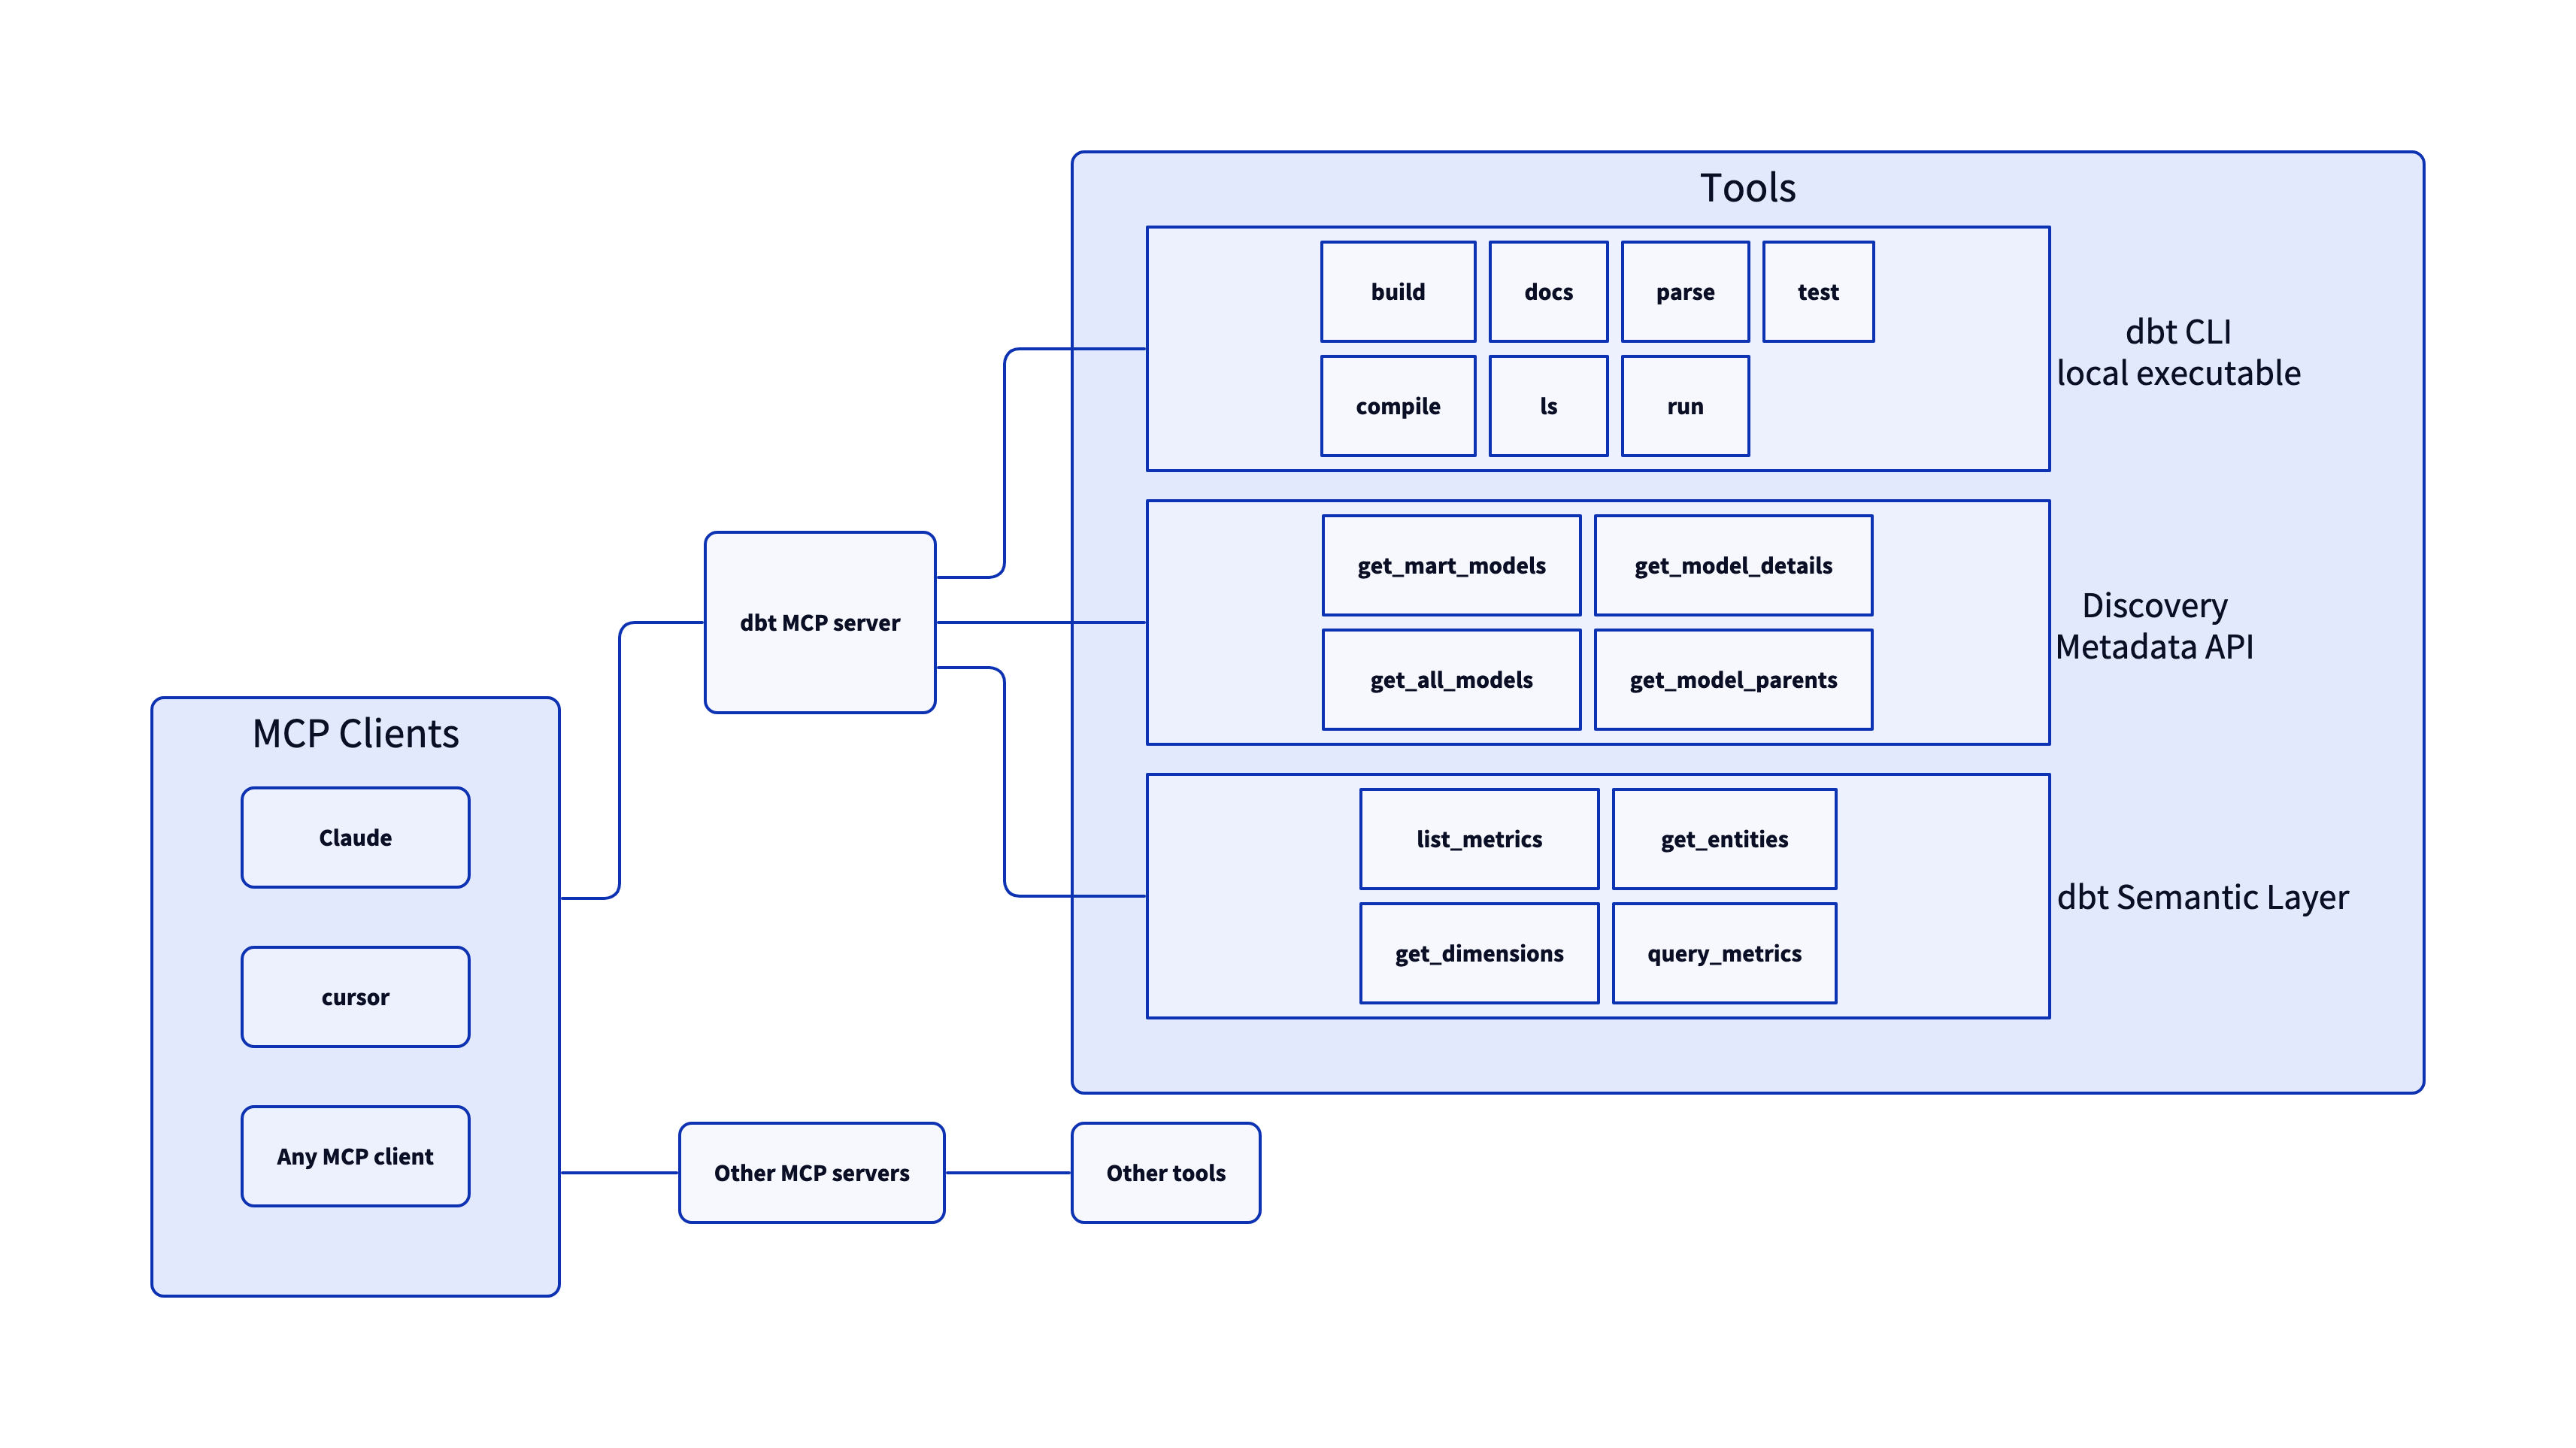 Tools
build
docs
parse
test
compile
ls
run
dbt CLI
local executable
get_mart_models
get_model_details
get_all_models
get_model_parents
Discovery
Metadata API
list_metrics
get_entities
get_dimensions
query_metrics
dbt Semantic Layer
dbt MCP server
MCP Clients
Claude
cursor
Any MCP client
Other MCP servers
Other tools